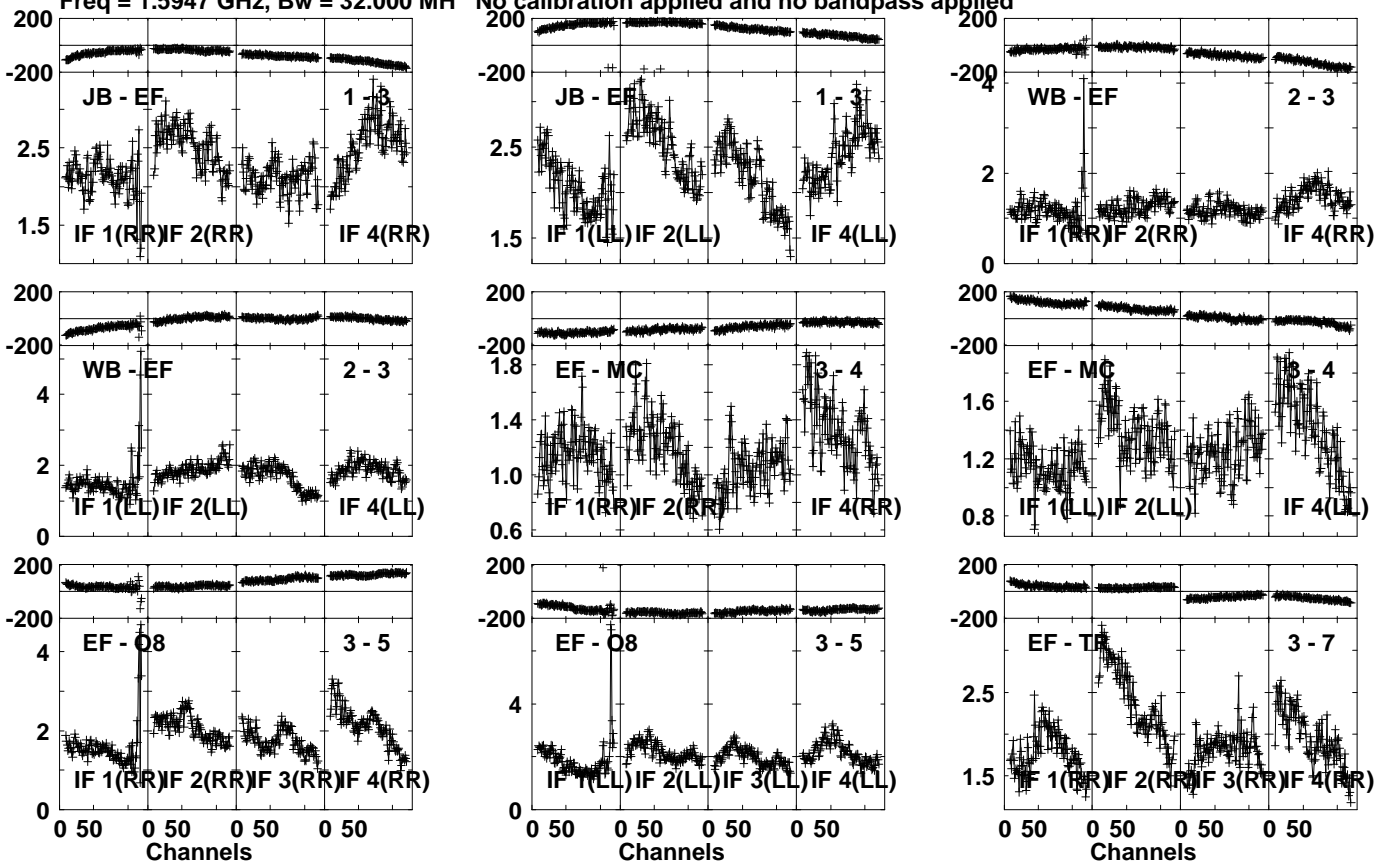 Freq = 1.5947 GHz, Bw = 32.000 MH No calibration applied and no bandpass applied
200 200 200
-200 -200
JB - EF 1 - 3 JB - EF 1 - 3 WB - EF 2 - 3
4
2.5 2.5
2
1.5 1.5
IF 1(RR) IF 2(RR) IF 4(RR) IF 1(LL) IF 2(LL) IF 4(LL) IF 1(RR) IF 2(RR) IF 4(RR)
0
200 200 200
-200 -200 -200
WB - EF 2 - 3 EF - MC 3 - 4 EF - MC 3 - 4
4 1.8 1.6
2 1.4 1.2
1.0
IF 1(LL) IF 2(LL) IF 4(LL) IF 1(RR) IF 2(RR) IF 4(RR) IF 1(LL) IF 2(LL) IF 4(LL)
0 0.6 0.8
200 200 200
-200 -200 -200
EF - O8 3 - 5 EF - O8 3 - 5 EF - TR 3 - 7
4 4 2.5
2 1.5
IF 1(RR) IF 2(RR) IF 3(RR) IF 4(RR) IF 1(LL) IF 2(LL) IF 3(LL) IF 4(LL) IF 1(RR) IF 2(RR) IF 3(RR) IF 4(RR)
0 0
0 50 0 50 0 50 0 50 0 50 0 50 0 50 0 50 0 50 0 50 0 50 0 50
Channels Channels Channels